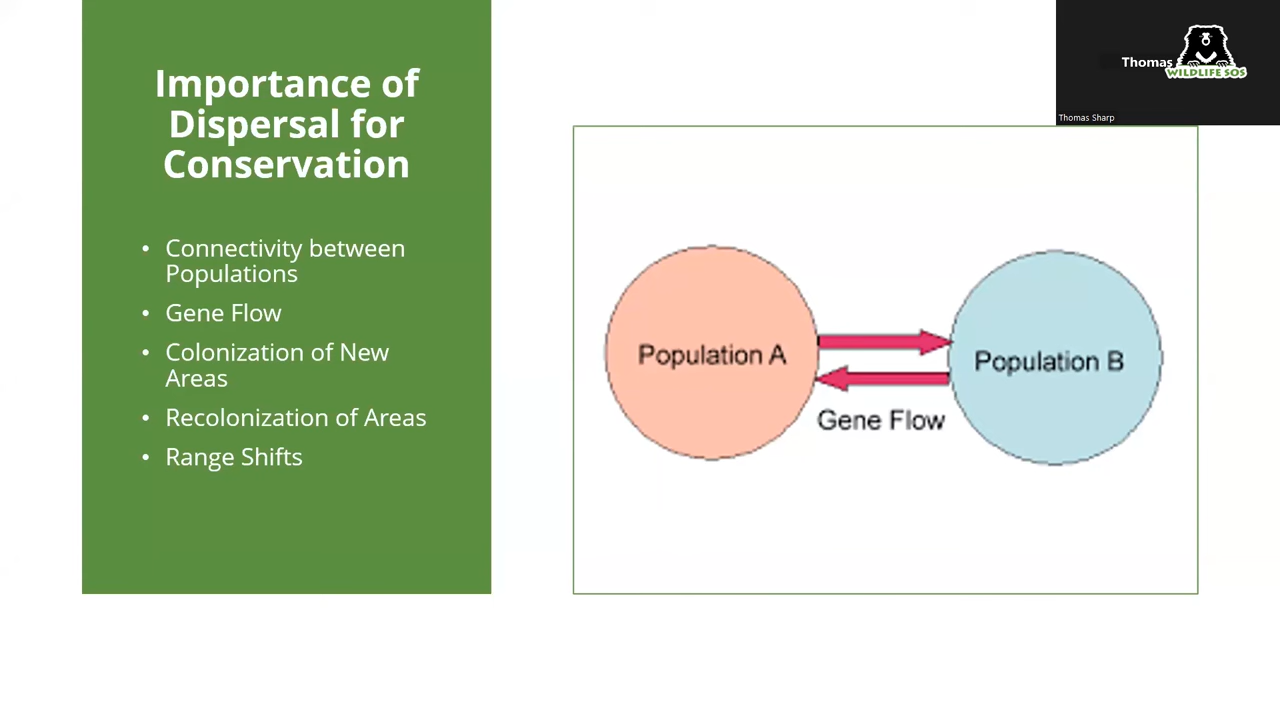 Importance of
Dispersal for
Conservation
• Connectivity between
Populations
• Gene Flow
• Colonization of New
Areas
• Recolonization of Areas
• Range Shifts
Population A
Population B
Gene Flow
Thomas
WILDLIFE SOS
Thomas Sharp